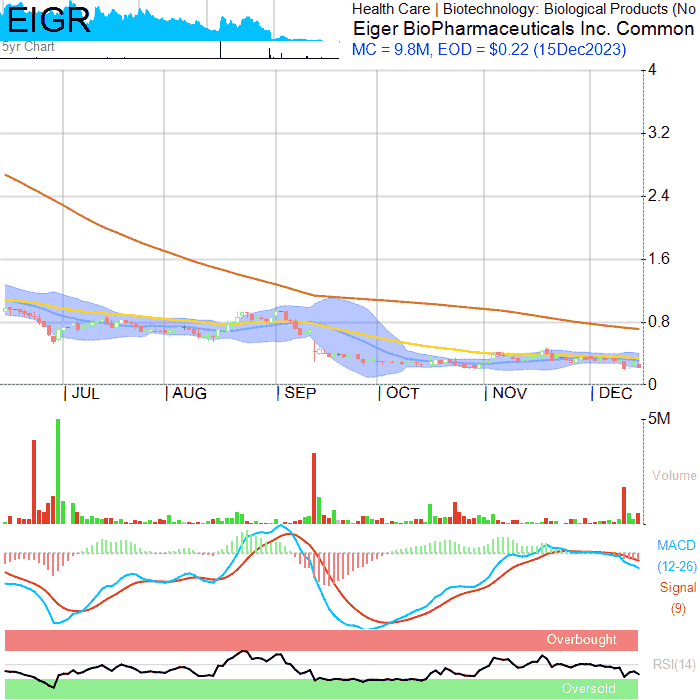 EIGR
5yr Chart
Health Care | Biotechnology: Biological Products (No
Eiger BioPharmaceuticals Inc. Common
MC = 9.8M, EOD = $0.22 (15Dec2023)
4
3.2
2.4
1.6
0.8
0
JUL AUG SEP OCT NOV DEC
5M
Volume
MACD
(12-26)
Signal
(9)
Overbought
RSI(14)
Oversold